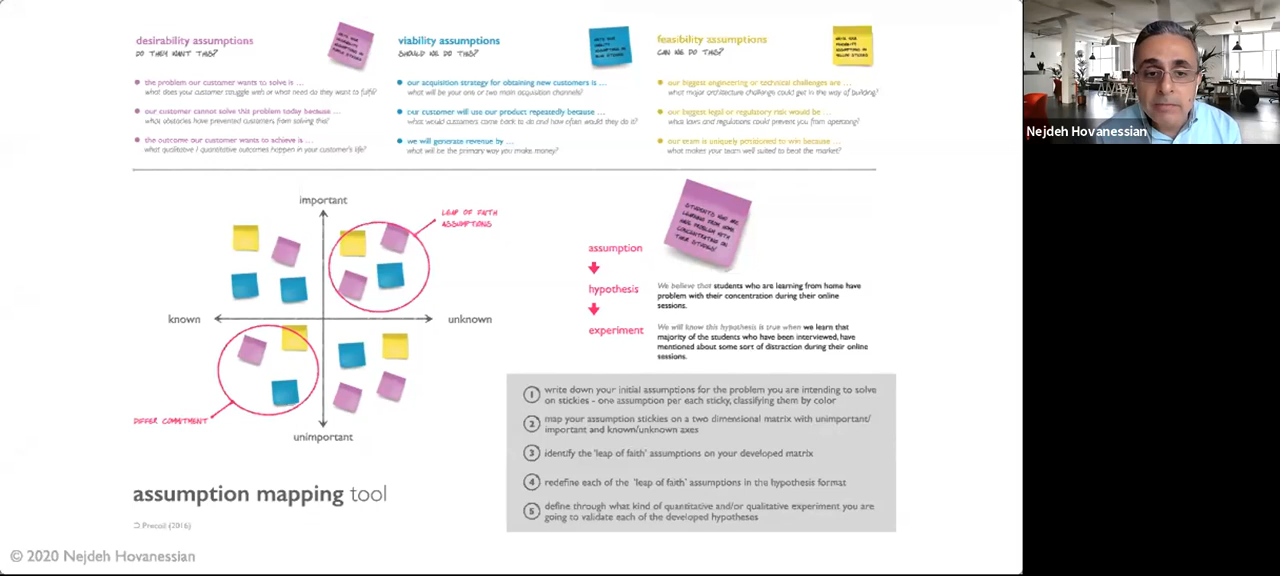 desirability assumptions
DO THEY WANT THIS?
the problem our customer wants to solve is ...
what does your customer struggle with or what need do they want to fulfil?
our customer cannot solve this problem today because ...
what obstacles have prevented customers from solving this?
the outcome our customer wants to achieve is ...
what qualitative / quantitative outcomes happen in your customer's life?
viability assumptions
SHOULD WE DO THIS?
our acquisition strategy for obtaining new customers is ...
what will be your one or two main acquisition channels?
our customer will use our product repeatedly because ...
what would customers come back to do and how often would they do it?
we will generate revenue by ...
what will be the primary way you make money?
feasibility assumptions
CAN WE DO THIS?
our biggest engineering or technical challenges are ...
what major architecture challenge could get in the way of building?
our biggest legal or regulatory risk would be ...
what laws and regulations could prevent you from operating?
our team is uniquely positioned to win because ...
what makes your team well suited to beat the market?
Nejdeh Hovanessian
important
LEAP OF FAITH
ASSUMPTIONS
known
unknown
DIFFER COMMITMENT
unimportant
STUDENTS WHO ARE
LEARNING FROM HOME
HAVE PROBLEM WITH
CONCENTRATING ON
THEIR STUDIES!
assumption
hypothesis
experiment
We believe that students who are learning from home have
problem with their concentration during their online
sessions.
We will know this hypothesis is true when we learn that
majority of the students who have been interviewed, have
mentioned about some sort of distraction during their online
sessions.
1 write down your initial assumptions for the problem you are intending to solve
on stickies - one assumption per each sticky, classifying them by color
2 map your assumption stickies on a two dimensional matrix with unimportant/
important and known/unknown axes
3 identify the 'leap of faith' assumptions on your developed matrix
4 redefine each of the 'leap of faith' assumptions in the hypothesis format
5 define through what kind of quantitative and/or qualitative experiment you are
going to validate each of the developed hypotheses
assumption mapping tool
Precoil (2016)
© 2020 Nejdeh Hovanessian